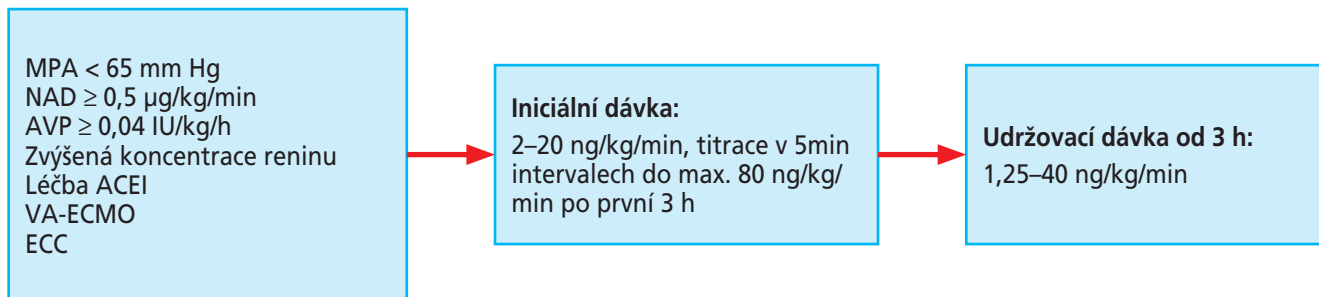 MPA < 65 mm Hg
NAD ≥ 0,5 µg/kg/min
AVP ≥ 0,04 IU/kg/h
Zvýšená koncentrace reninu
Léčba ACEI
VA-ECMO
ECC
Iniciální dávka:
2–20 ng/kg/min, titrace v 5min
intervalech do max. 80 ng/kg/
min po první 3 h
Udržovací dávka od 3 h:
1,25–40 ng/kg/min